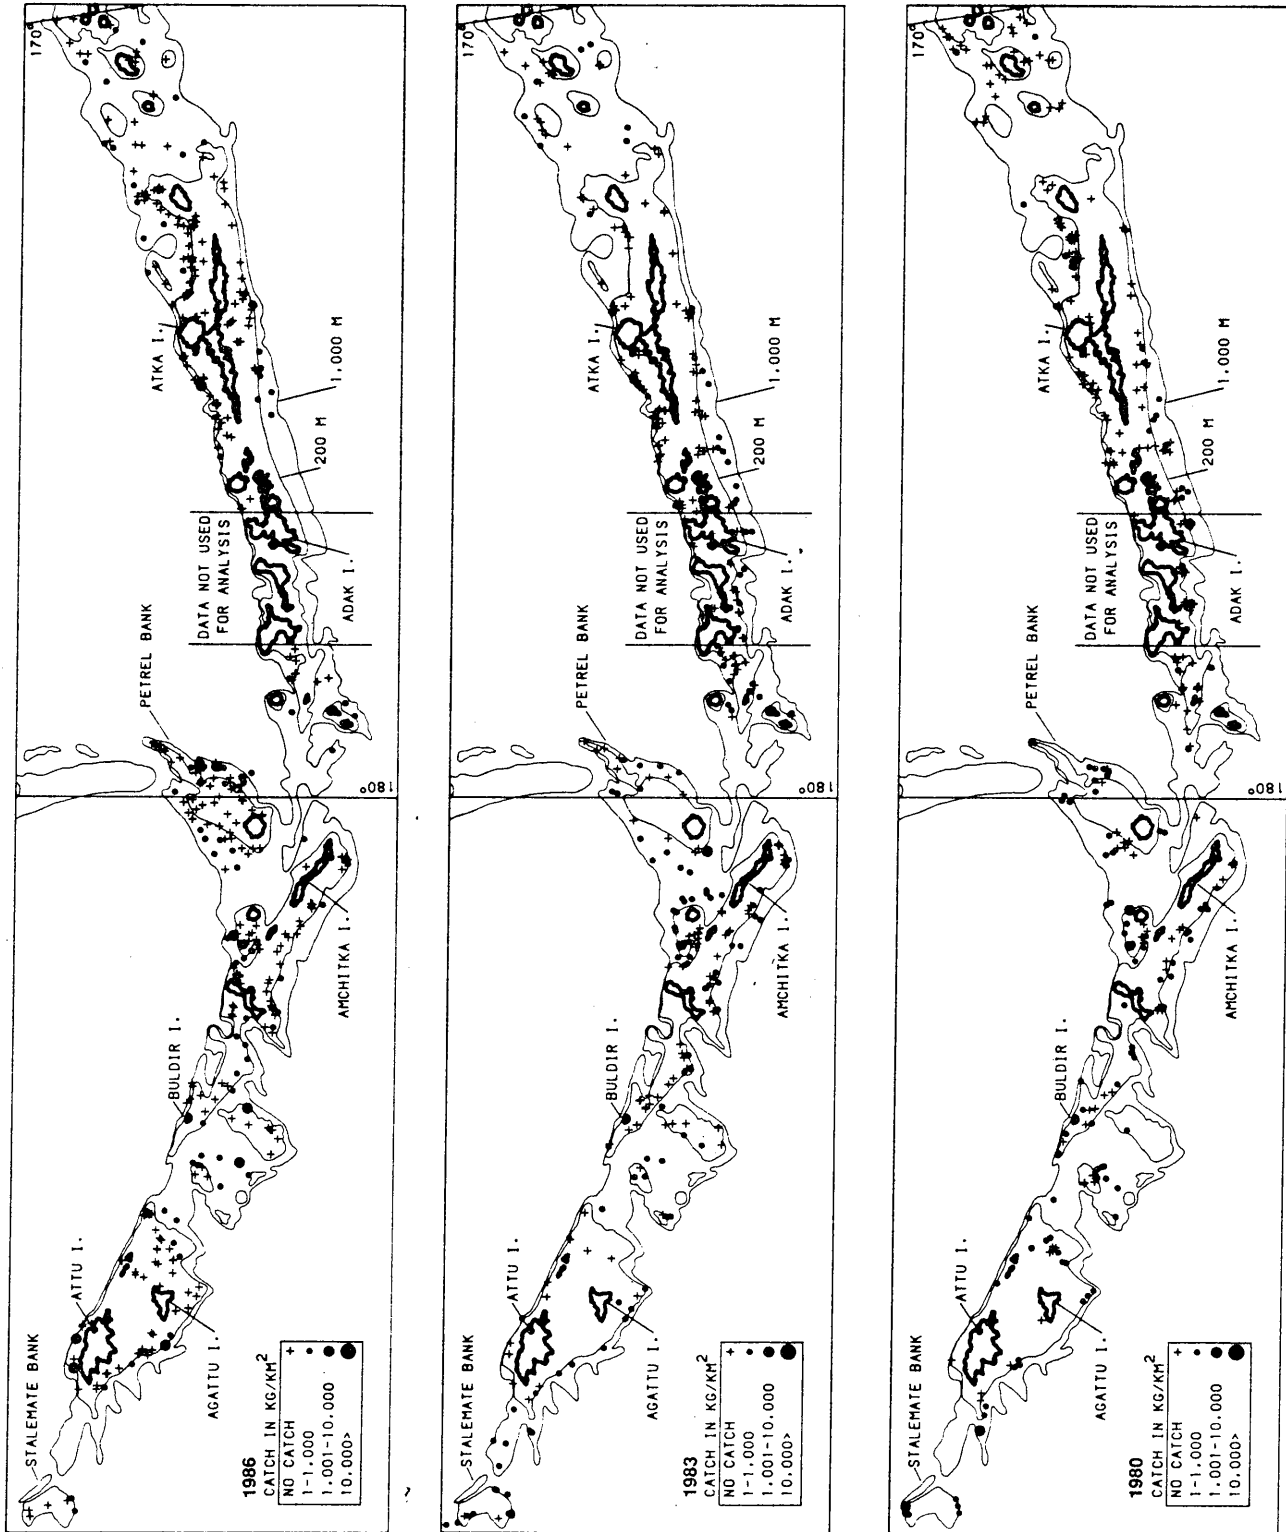 STALEMATE BANK
ATTU I.
BULDIR I.
PETREL BANK
DATA NOT USED
FOR ANALYSIS
ATKA I.
170°
1986
CATCH IN KG/KM²
NO CATCH +
1-1.000
1.001-10.000
10.000>
AGATTU I.
AMCHITKA I.
180°
ADAK I.
200 M
1,000 M
STALEMATE BANK
ATTU I.
BULDIR I.
PETREL BANK
DATA NOT USED
FOR ANALYSIS
ATKA I.
170°
1983
CATCH IN KG/KM²
NO CATCH +
1-1.000
1.001-10.000
10.000>
AGATTU I.
AMCHITKA I.
180°
ADAK I.
200 M
1,000 M
STALEMATE BANK
ATTU I.
BULDIR I.
PETREL BANK
DATA NOT USED
FOR ANALYSIS
ATKA I.
170°
1980
CATCH IN KG/KM²
NO CATCH +
1-1.000
1.001-10.000
10.000>
AGATTU I.
AMCHITKA I.
180°
ADAK I.
200 M
1,000 M